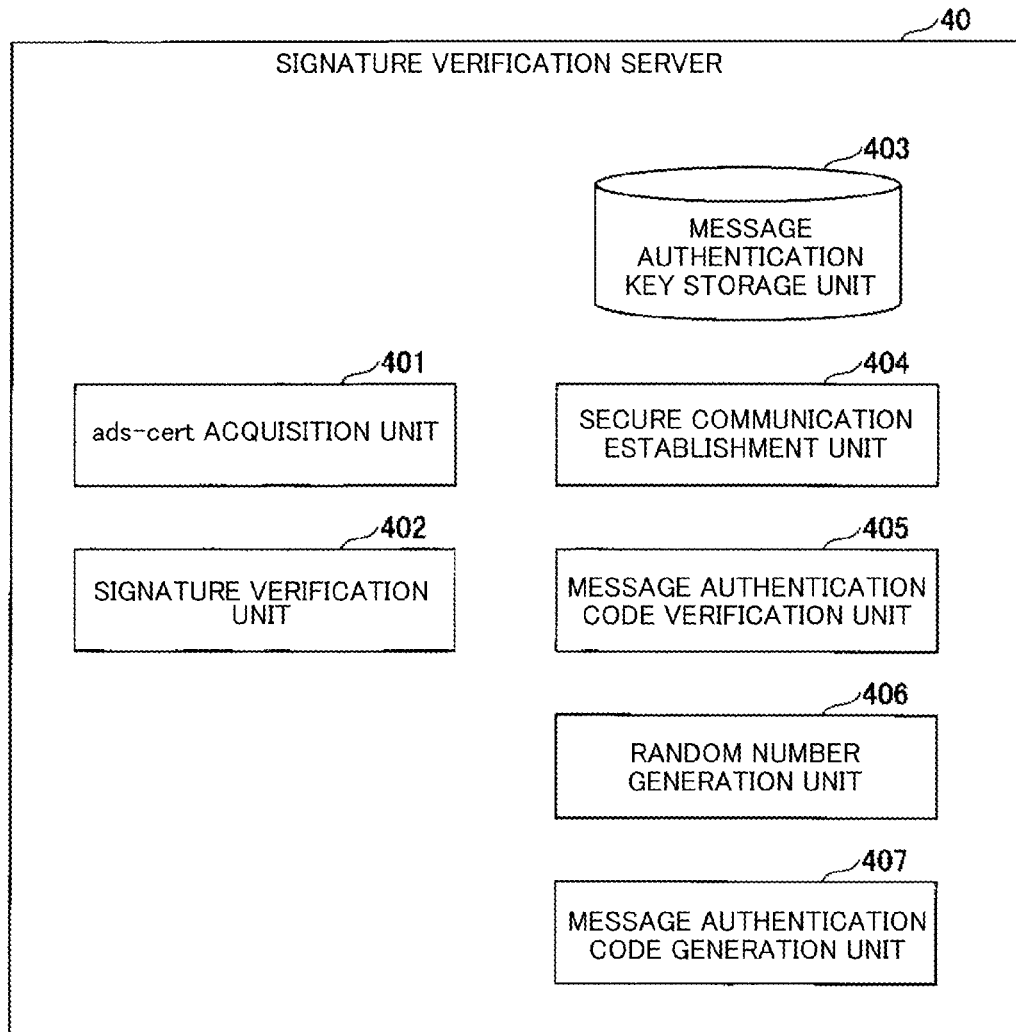 40
SIGNATURE VERIFICATION SERVER
403
MESSAGE
AUTHENTICATION
KEY STORAGE UNIT
401
ads-cert ACQUISITION UNIT
404
SECURE COMMUNICATION
ESTABLISHMENT UNIT
402
SIGNATURE VERIFICATION
UNIT
405
MESSAGE AUTHENTICATION
CODE VERIFICATION UNIT
406
RANDOM NUMBER
GENERATION UNIT
407
MESSAGE AUTHENTICATION
CODE GENERATION UNIT